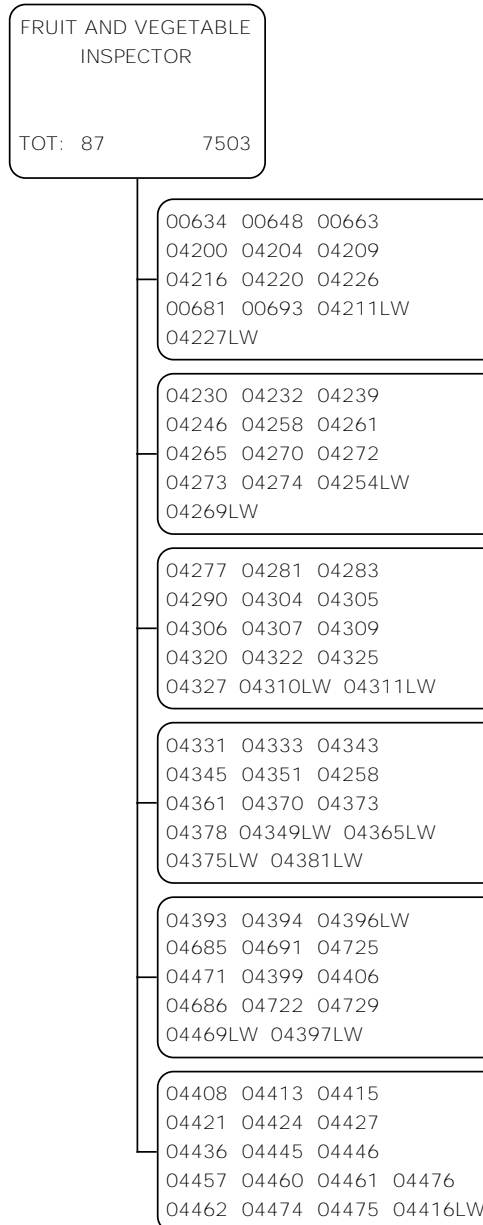 FRUIT AND VEGETABLE
INSPECTOR
TOT: 87 7503
00634 00648 00663
04200 04204 04209
04216 04220 04226
00681 00693 04211LW
04227LW
04230 04232 04239
04246 04258 04261
04265 04270 04272
04273 04274 04254LW
04269LW
04277 04281 04283
04290 04304 04305
04306 04307 04309
04320 04322 04325
04327 04310LW 04311LW
04331 04333 04343
04345 04351 04258
04361 04370 04373
04378 04349LW 04365LW
04375LW 04381LW
04393 04394 04396LW
04685 04691 04725
04471 04399 04406
04686 04722 04729
04469LW 04397LW
04408 04413 04415
04421 04424 04427
04436 04445 04446
04457 04460 04461 04476
04462 04474 04475 04416LW